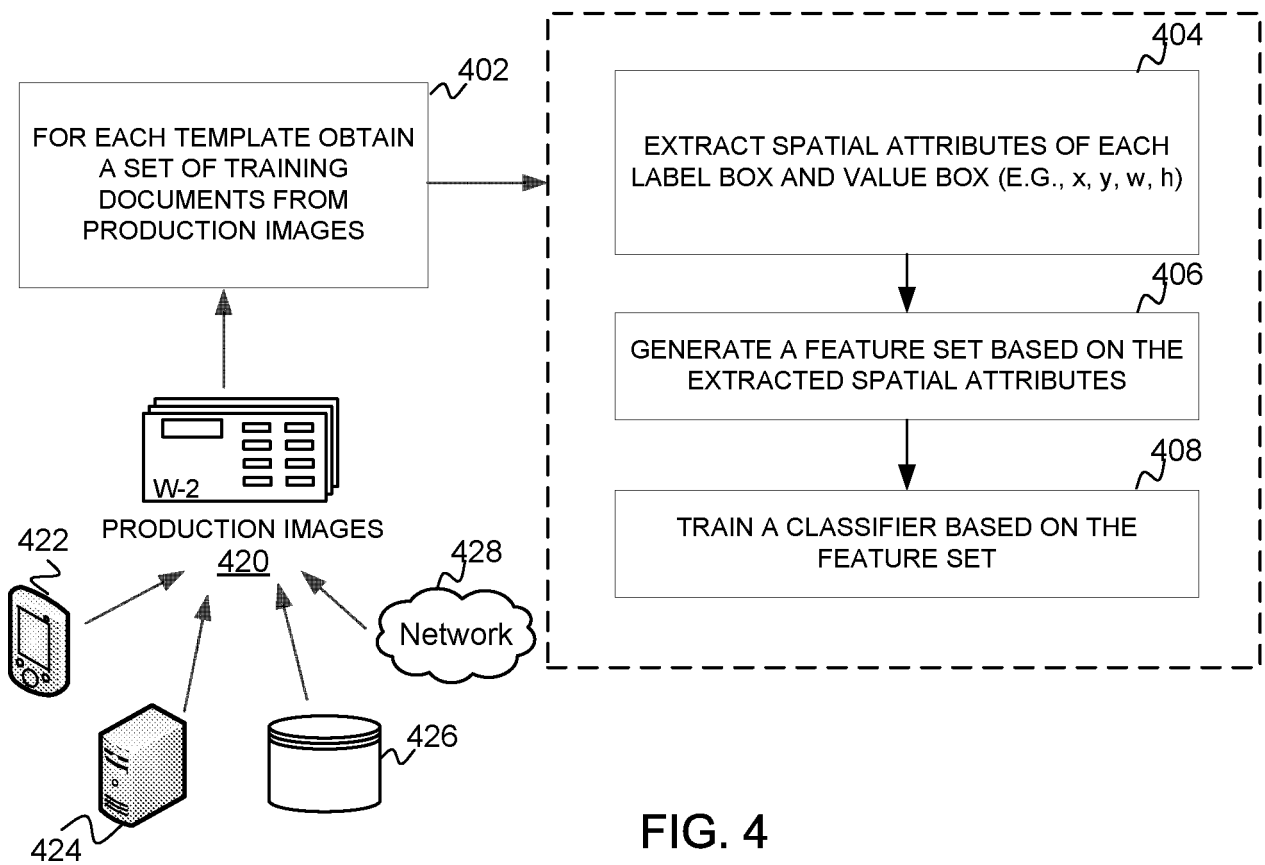 402
FOR EACH TEMPLATE OBTAIN
A SET OF TRAINING
DOCUMENTS FROM
PRODUCTION IMAGES
404
EXTRACT SPATIAL ATTRIBUTES OF EACH
LABEL BOX AND VALUE BOX (E.G., x, y, w, h)
406
GENERATE A FEATURE SET BASED ON THE
EXTRACTED SPATIAL ATTRIBUTES
408
TRAIN A CLASSIFIER BASED ON THE
FEATURE SET
W-2
PRODUCTION IMAGES
420
422
428
Network
424
426
FIG. 4